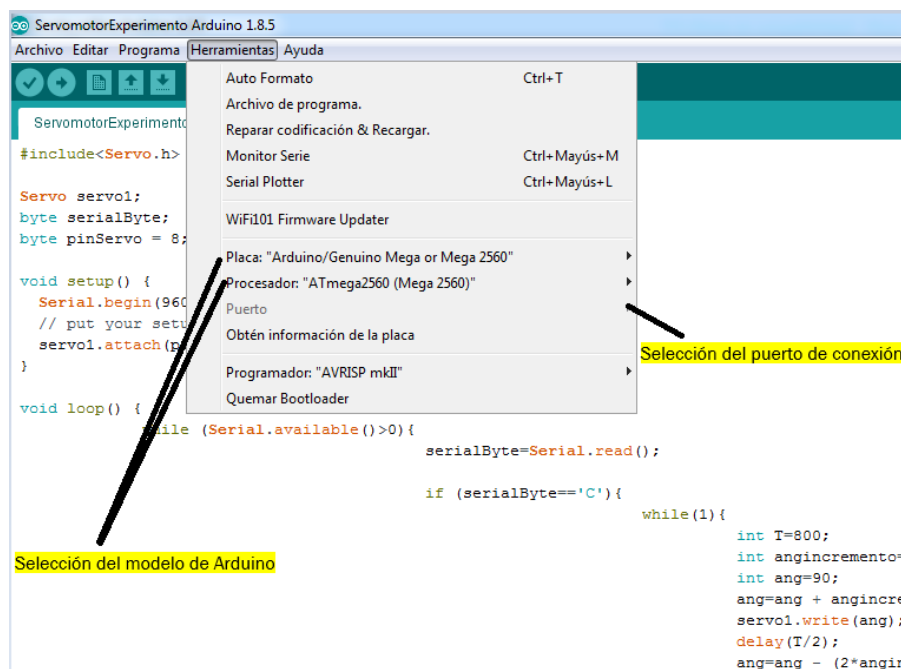 ServomotorExperimento Arduino 1.8.5
Archivo Editar Programa Herramientas Ayuda
Auto Formato Ctrl+T
Archivo de programa.
Reparar codificación & Recargar.
Monitor Serie Ctrl+Mayús+M
Serial Plotter Ctrl+Mayús+L
WiFi101 Firmware Updater
Placa: "Arduino/Genuino Mega or Mega 2560"
Procesador: "ATmega2560 (Mega 2560)"
Puerto
Obtén información de la placa
Programador: "AVRISP mkII"
Quemar Bootloader
ServomotorExperimento
#include<Servo.h>
Servo servo1;
byte serialByte;
byte pinServo = 8;
void setup() {
Serial.begin(960
// put your setu
servo1.attach(p
}
void loop() {
while (Serial.available()>0){
serialByte=Serial.read();
if (serialByte=='C'){
while(1){
int T=800;
int angincremento=
int ang=90;
ang=ang + angincre
servo1.write(ang);
delay(T/2);
ang=ang - (2*angin
Selección del puerto de conexión
Selección del modelo de Arduino